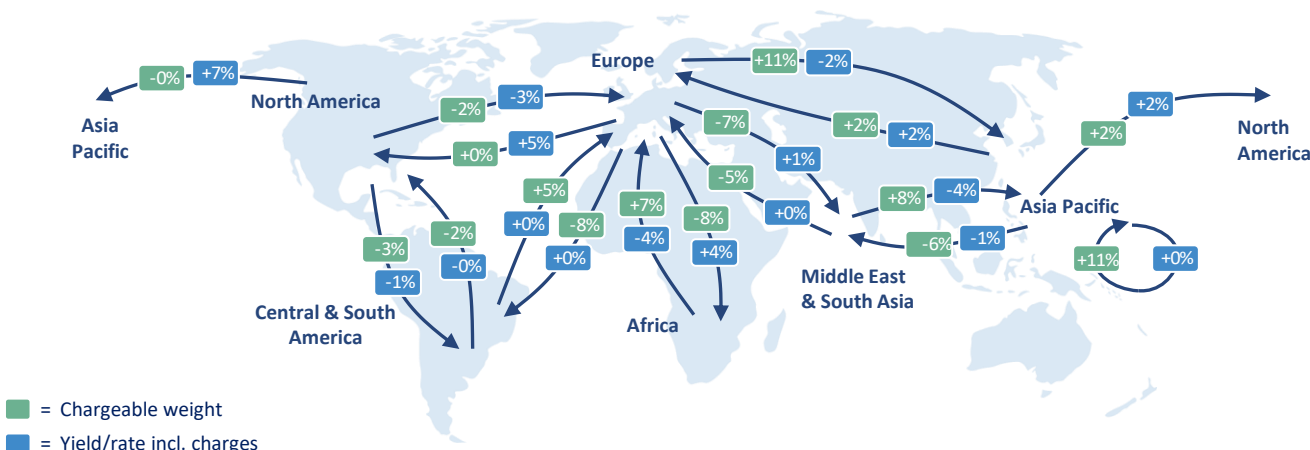 Europe
+11%
-2%
-0%
+7%
North America
Asia
Pacific
-2%
-3%
+0%
+5%
-7%
+1%
+2%
+2%
+2%
+2%
North
America
-5%
+0%
+8%
-4%
Asia Pacific
-6%
-1%
+11%
+0%
+5%
+0%
-8%
+0%
+7%
-4%
-8%
+4%
-3%
-1%
-2%
-0%
Middle East
& South Asia
Central & South
America
Africa
= Chargeable weight
= Yield/rate incl. charges